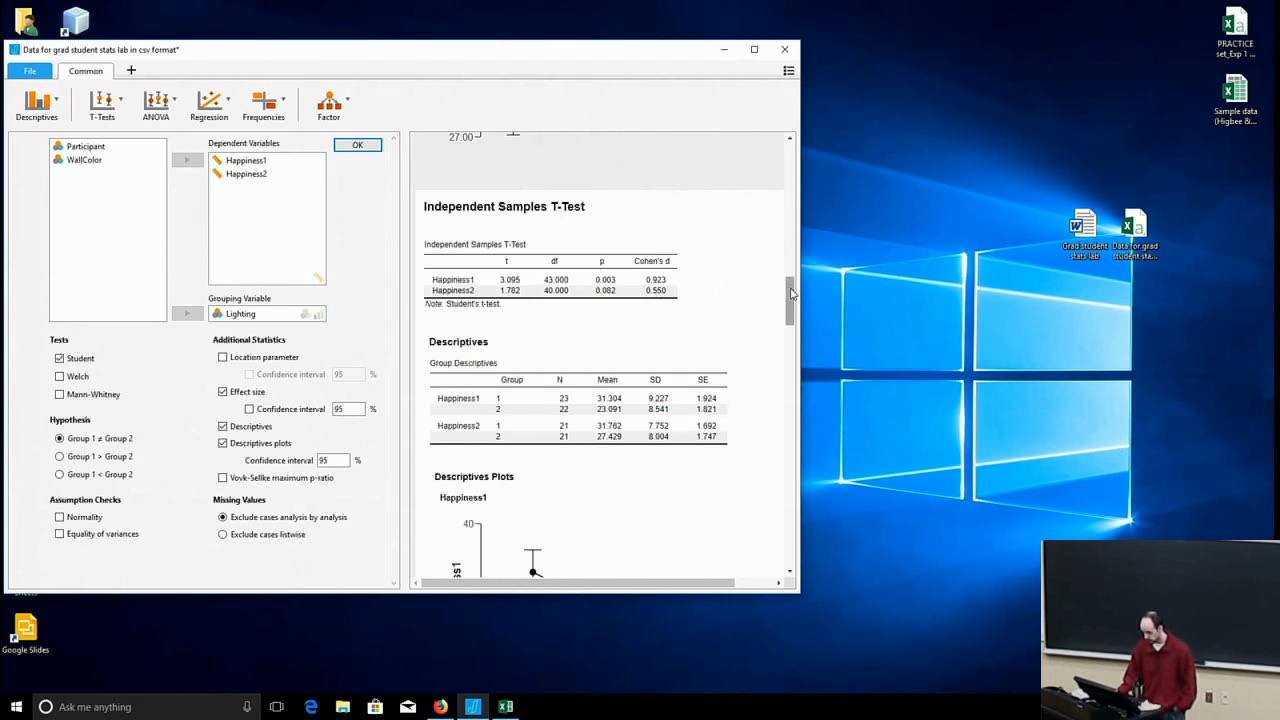 Data for grad student stats lab in csv format*
File
Common
+
Descriptives
T-Tests
ANOVA
Regression
Frequencies
Factor
Participant
WallColor
Dependent Variables
Happiness1
Happiness2
OK
Grouping Variable
Lighting
Tests
Student
Welch
Mann-Whitney
Hypothesis
Group 1 ≠ Group 2
Group 1 > Group 2
Group 1 < Group 2
Assumption Checks
Normality
Equality of variances
Additional Statistics
Location parameter
Confidence interval 95 %
Effect size
Confidence interval 95 %
Descriptives
Descriptives plots
Confidence interval 95 %
Vovk-Sellke maximum p-ratio
Missing Values
Exclude cases analysis by analysis
Exclude cases listwise
27.00
Independent Samples T-Test
Independent Samples T-Test
t df p Cohen's d
Happiness1 3.095 43.000 0.003 0.923
Happiness2 1.782 40.000 0.082 0.550
Note. Student's t-test.
Descriptives
Group Descriptives
Group N Mean SD SE
Happiness1 1 23 31.304 9.227 1.924
2 22 23.091 8.541 1.821
Happiness2 1 21 31.762 7.752 1.692
2 21 27.429 8.004 1.747
Descriptives Plots
Happiness1
40
ss1
PRACTICE
set_Exp 1 ...
Sample data
(Higbee &...
Grad student
stats lab
Data for grad
student sta...
Google Slides
Ask me anything